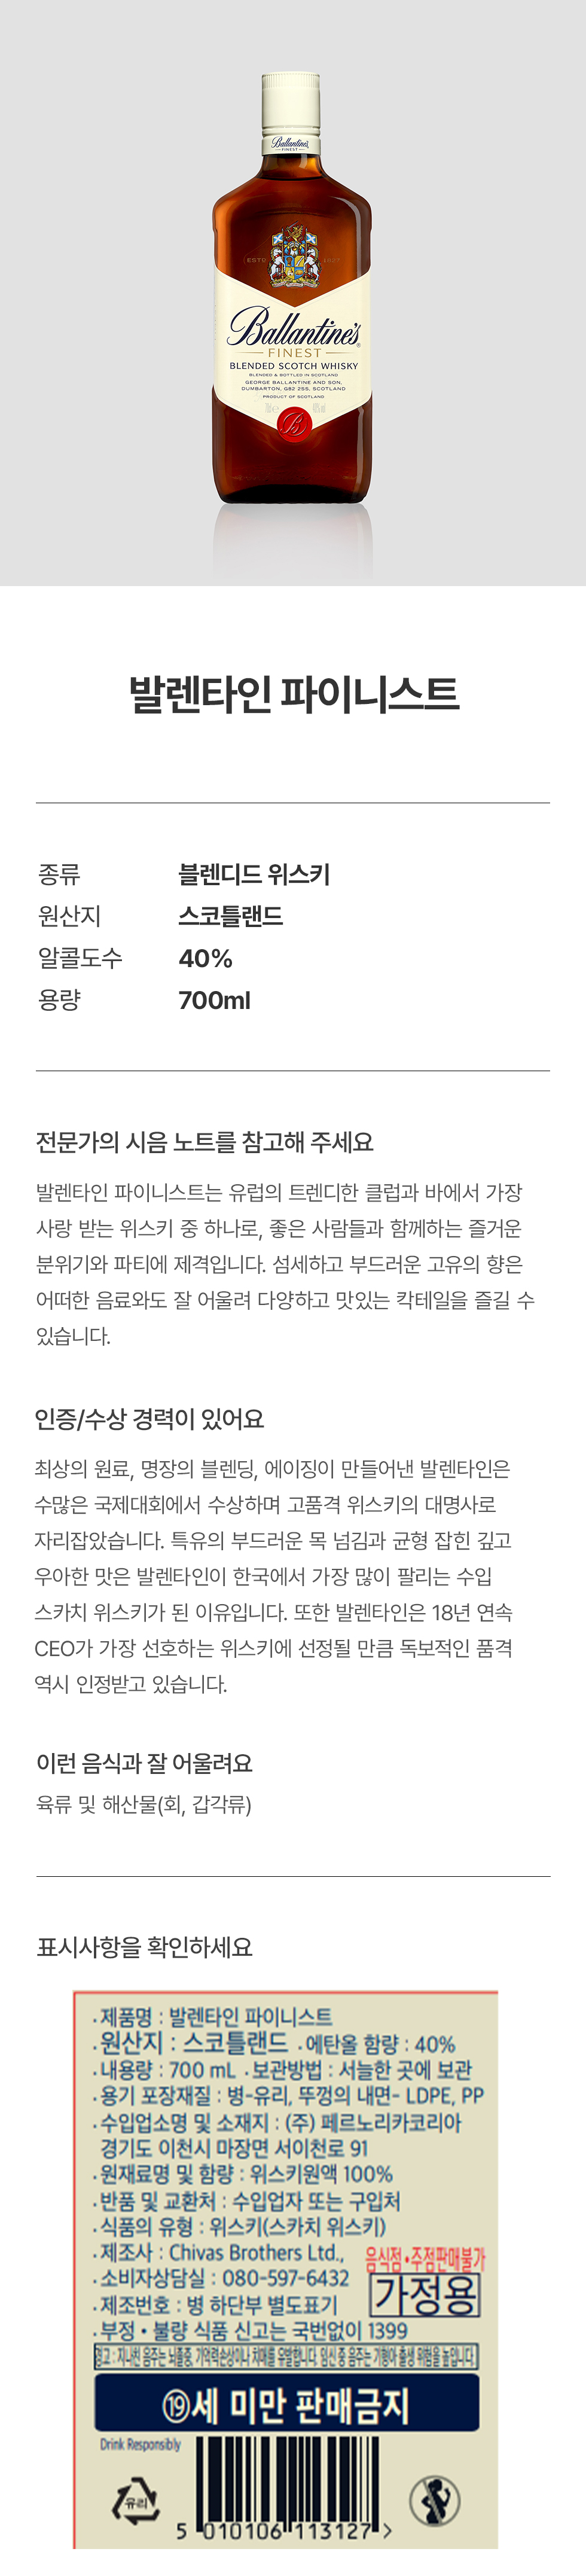 Ballantine's
FINEST
ESTD 1827
Ballantine's
FINEST
BLENDED SCOTCH WHISKY
BLENDED & BOTTLED IN SCOTLAND
GEORGE BALLANTINE AND SON,
DUMBARTON, G82 2SS, SCOTLAND
PRODUCT OF SCOTLAND
B
발렌타인 파이니스트
종류 블렌디드 위스키
원산지 스코틀랜드
알콜도수 40%
용량 700ml
전문가의 시음 노트를 참고해 주세요
발렌타인 파이니스트는 유럽의 트렌디한 클럽과 바에서 가장
사랑 받는 위스키 중 하나로, 좋은 사람들과 함께하는 즐거운
분위기와 파티에 제격입니다. 섬세하고 부드러운 고유의 향은
어떠한 음료와도 잘 어울려 다양하고 맛있는 칵테일을 즐길 수
있습니다.
인증/수상 경력이 있어요
최상의 원료, 명장의 블렌딩, 에이징이 만들어낸 발렌타인은
수많은 국제대회에서 수상하며 고품격 위스키의 대명사로
자리잡았습니다. 특유의 부드러운 목 넘김과 균형 잡힌 깊고
우아한 맛은 발렌타인이 한국에서 가장 많이 팔리는 수입
스카치 위스키가 된 이유입니다. 또한 발렌타인은 18년 연속
CEO가 가장 선호하는 위스키에 선정될 만큼 독보적인 품격
역시 인정받고 있습니다.
이런 음식과 잘 어울려요
육류 및 해산물(회, 갑각류)
표시사항을 확인하세요
· 제품명 : 발렌타인 파이니스트
· 원산지 : 스코틀랜드 · 에탄올 함량 : 40%
· 내용량 : 700 mL · 보관방법 : 서늘한 곳에 보관
· 용기 포장재질 : 병-유리, 뚜껑의 내면- LDPE, PP
· 수입업소명 및 소재지 : (주) 페르노리카코리아
경기도 이천시 마장면 서이천로 91
· 원재료명 및 함량 : 위스키원액 100%
· 반품 및 교환처 : 수입업자 또는 구입처
· 식품의 유형 : 위스키(스카치 위스키)
· 제조사 : Chivas Brothers Ltd.,
음식점·주점판매불가
· 소비자상담실 : 080-597-6432
가정용
· 제조번호 : 병 하단부 별도표기
· 부정 • 불량 식품 신고는 국번없이 1399
경고 : 지나친 음주는 뇌졸중, 기억력손상이나 치매를 유발합니다. 임신 중 음주는 기형아 출생 위험을 높입니다.
⑲세 미만 판매금지
Drink Responsibly
유리
5 010106 113127 >